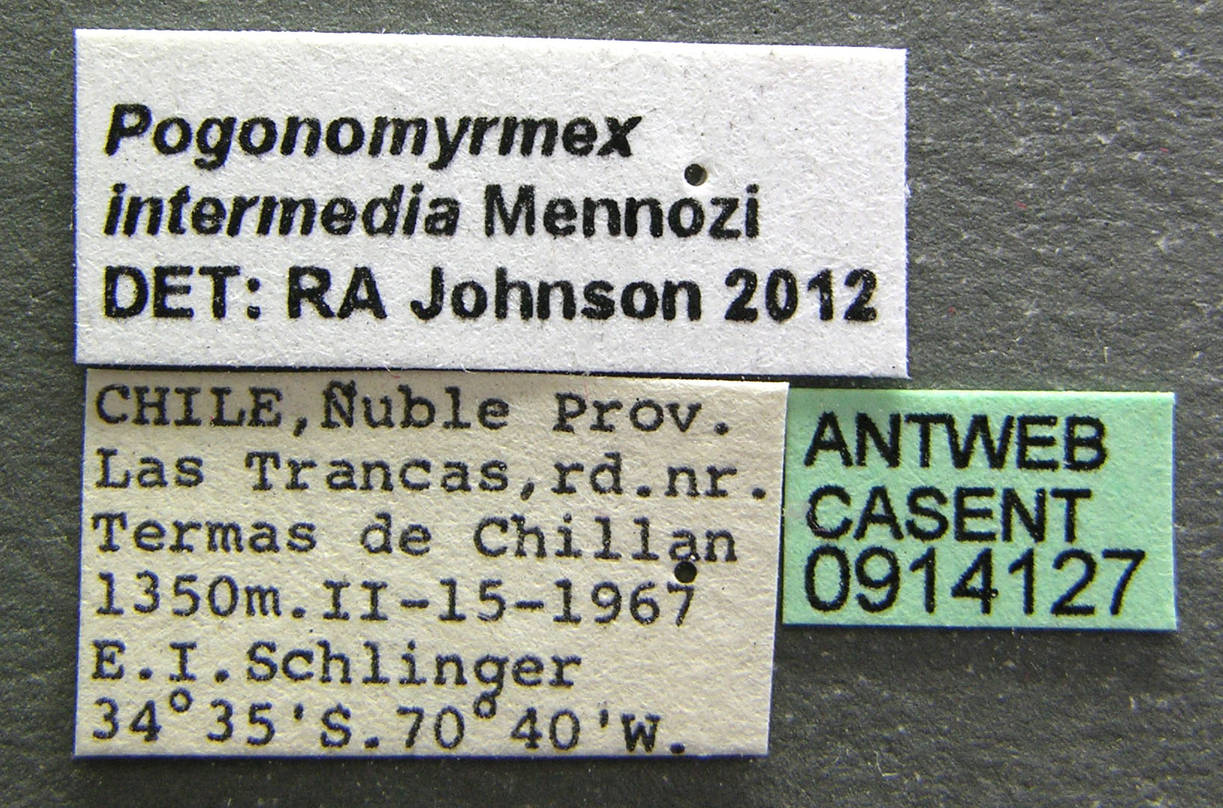 Pogonomyrmex
intermedia Mennozi
DET: RA Johnson 2012
CHILE,Ñuble Prov.
Las Trancas,rd.nr.
Termas de Chillan
1350m.II-15-1967
E.I.Schlinger
34°35'S.70°40'W.
ANTWEB
CASENT
0914127